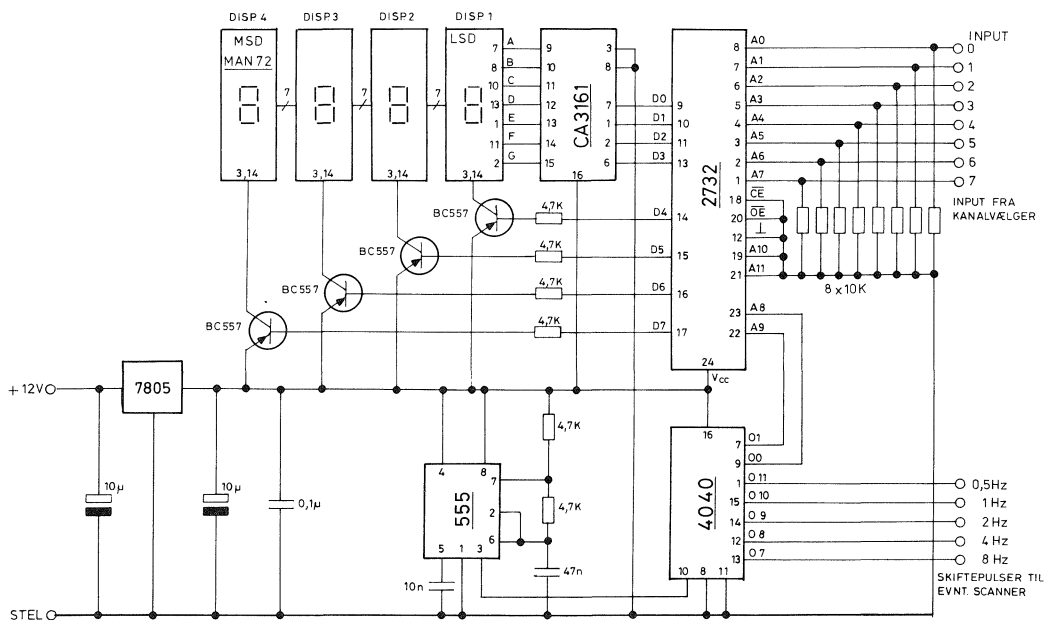 DISP 4 DISP.3 DISP2 DISP 1
MSD
MAN 72
LSD
7 7 7
3,14 3,14 3,14 3,14
7 A 9
8 B 10
10 C 11
13 D 12
1 E 13
11 F 14
2 G 15
CA3161
3
8
7 D0 9
1 D1 10
2 D2 11
6 D3 13
16
2732
8 A0
7 A1
6 A2
5 A3
4 A4
3 A5
2 A6
1 A7
18 CE
20 OE
12 ⊥
19 A10
21 A11
23 A8
22 A9
24
Vcc
INPUT
0
1
2
3
4
5
6
7
INPUT FRA
KANALVÆLGER
8 x 10K
BC557 4,7K D4 14
BC557 4,7K D5 15
BC557 4,7K D6 16
BC557 4,7K D7 17
+12V
7805
10µ
10µ
0,1µ
4 8
555
7
2
6
5 1 3
10n
4,7K
4,7K
47n
16
4040
7 O1
9 O0
1 O11 0,5Hz
15 O10 1 Hz
14 O9 2 Hz
12 O8 4 Hz
13 O7 8 Hz
10 8 11
SKIFTEPULSER TIL
EVNT. SCANNER
STEL